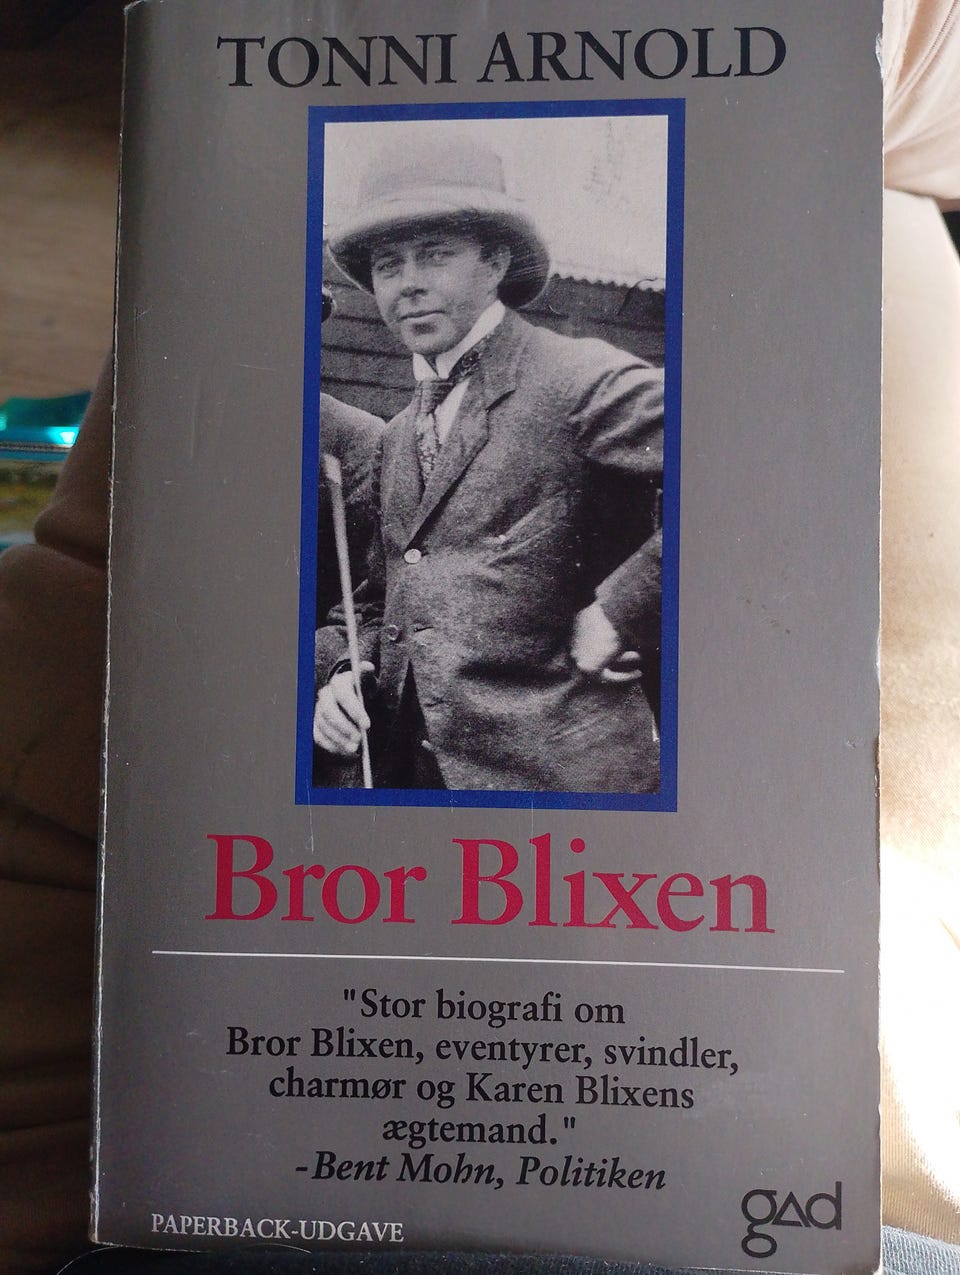 TONNI ARNOLD
Bror Blixen
"Stor biografi om
Bror Blixen, eventyrer, svindler,
charmør og Karen Blixens
ægtemand."
-Bent Mohn, Politiken
PAPERBACK-UDGAVE
gad